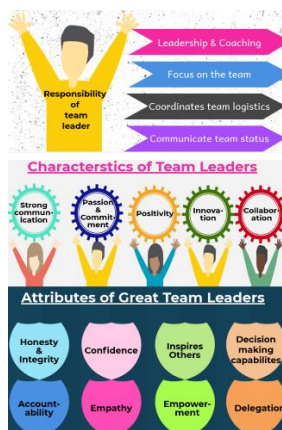 Responsibility
of
team
leader
Leadership & Coaching
Focus on the team
Coordinates team logistics
Communicate team status
Characterstics of Team Leaders
Strong
commun-
ication
Passion
&
Commit-
ment
Positivity
Innova-
tion
Collabor-
ation
Attributes of Great Team Leaders
Honesty
&
Integrity
Confidence
Inspires
Others
Decision
making
capabilites
Account-
ability
Empathy
Empower-
ment
Delegation